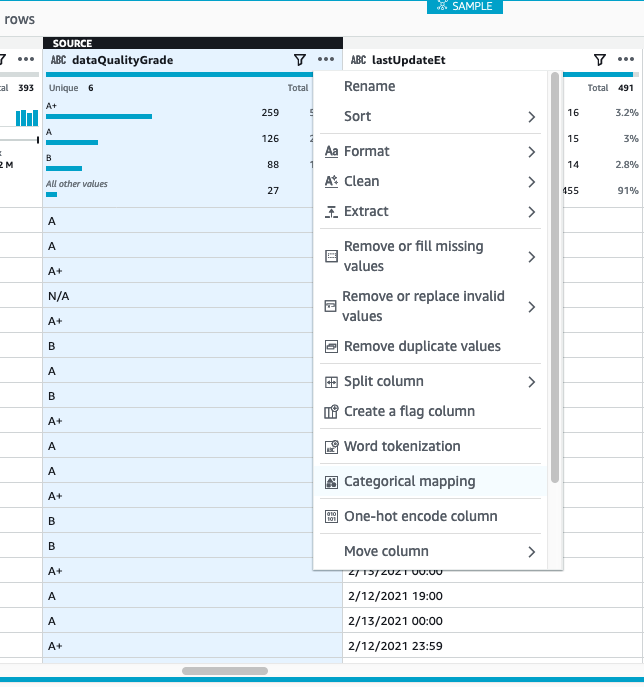 SAMPLE
rows
SOURCE
ABC dataQualityGrade
ABC lastUpdateEt
al 393
Unique 6 Total
Total 491
A+ 259
A 126
B 88
All other values 27
16 3.2%
15 3%
14 2.8%
455 91%
2 M
Rename
Sort
Aa Format
A Clean
Extract
Remove or fill missing
values
Remove or replace invalid
values
Remove duplicate values
Split column
Create a flag column
Word tokenization
Categorical mapping
One-hot encode column
Move column
A
A
A+
N/A
A+
B
A
B
A+
A
A
A+
B
B
A+ 2/13/2021 00:00
A 2/12/2021 19:00
A 2/13/2021 00:00
A+ 2/12/2021 23:59